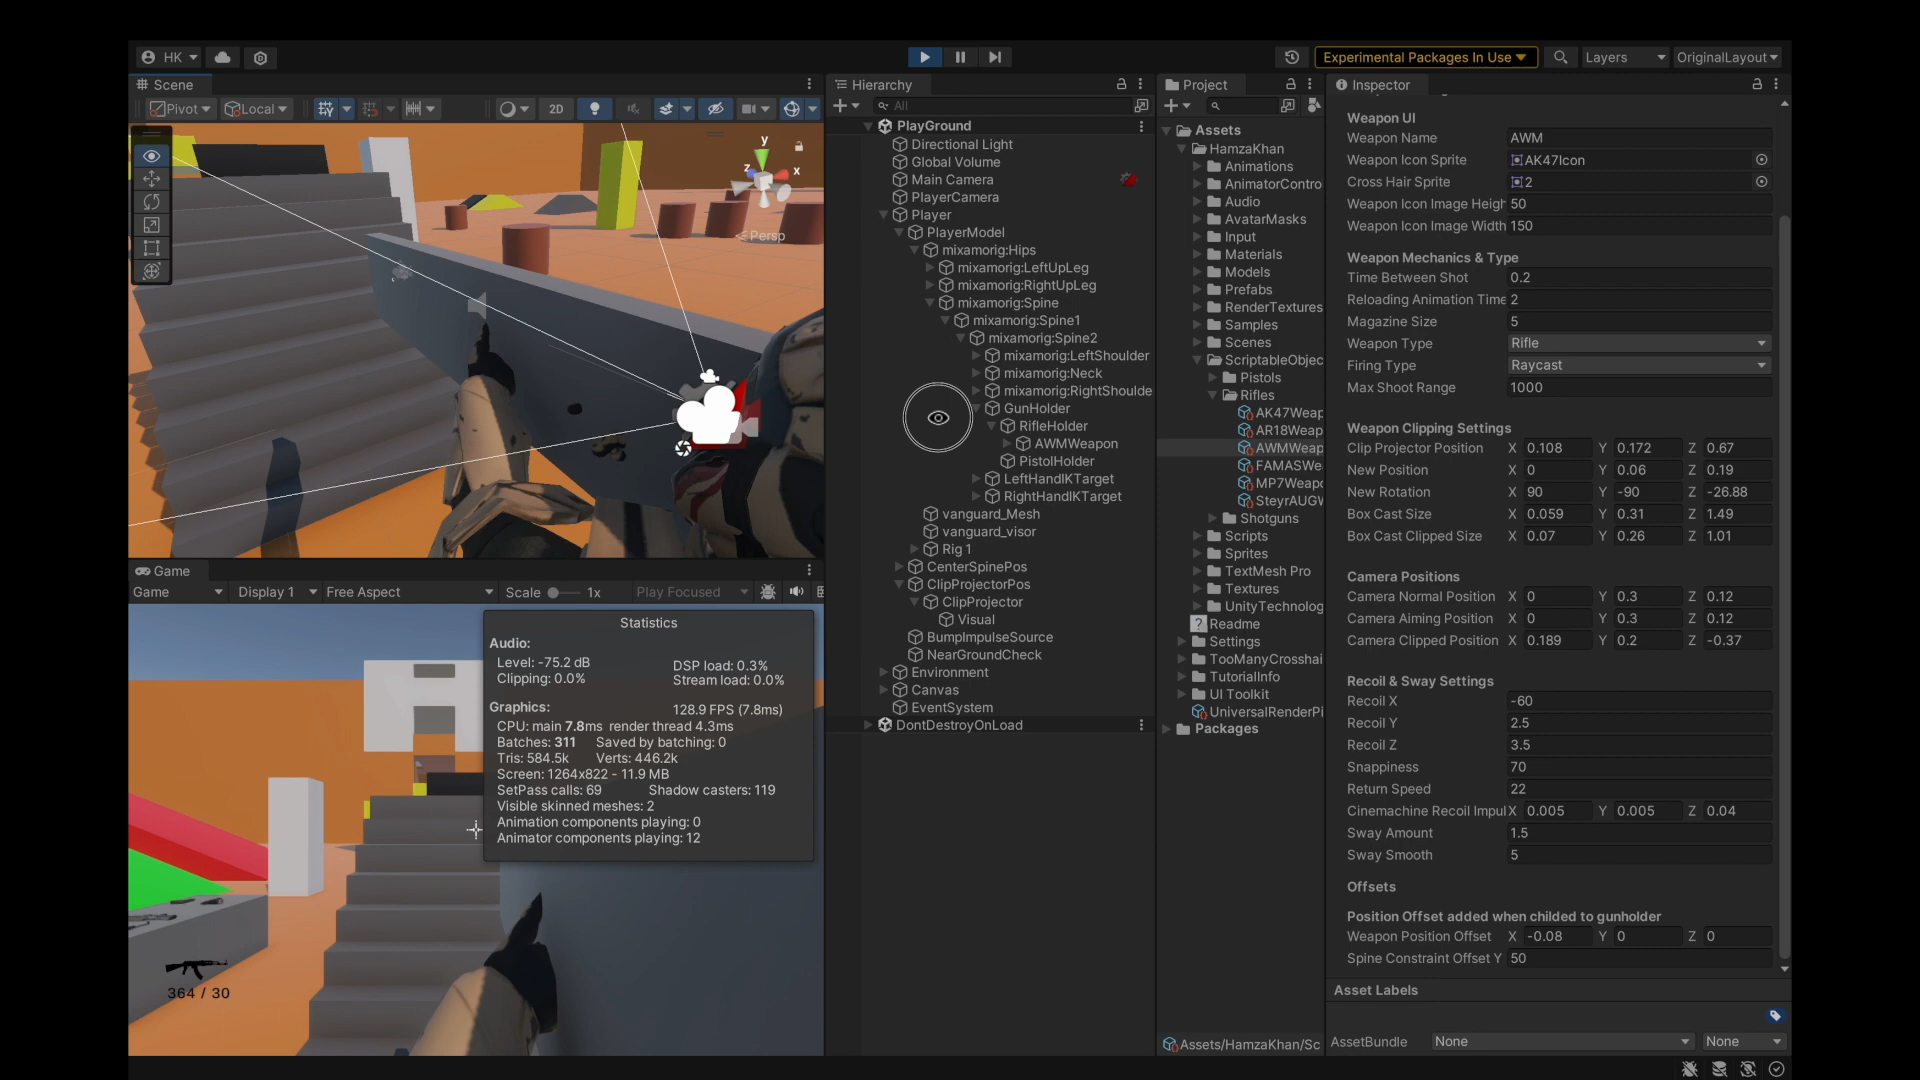 HK
Experimental Packages In Use
Layers
OriginalLayout
Scene
Pivot
Local
2D
y
x
z
Persp
Game
Game
Display 1
Free Aspect
Scale
1x
Play Focused
Statistics
Audio:
Level: -75.2 dB
DSP load: 0.3%
Clipping: 0.0%
Stream load: 0.0%
Graphics:
128.9 FPS (7.8ms)
CPU: main 7.8ms render thread 4.3ms
Batches: 311 Saved by batching: 0
Tris: 584.5k Verts: 446.2k
Screen: 1264x822 - 11.9 MB
SetPass calls: 69 Shadow casters: 119
Visible skinned meshes: 2
Animation components playing: 0
Animator components playing: 12
364 / 30
Hierarchy
All
PlayGround
Directional Light
Global Volume
Main Camera
PlayerCamera
Player
PlayerModel
mixamorig:Hips
mixamorig:LeftUpLeg
mixamorig:RightUpLeg
mixamorig:Spine
mixamorig:Spine1
mixamorig:Spine2
mixamorig:LeftShoulder
mixamorig:Neck
mixamorig:RightShoulde
GunHolder
RifleHolder
AWMWeapon
PistolHolder
LeftHandIKTarget
RightHandIKTarget
vanguard_Mesh
vanguard_visor
Rig 1
CenterSpinePos
ClipProjectorPos
ClipProjector
Visual
BumpImpulseSource
NearGroundCheck
Environment
Canvas
EventSystem
DontDestroyOnLoad
Project
Assets
HamzaKhan
Animations
AnimatorContro
Audio
AvatarMasks
Input
Materials
Models
Prefabs
RenderTextures
Samples
Scenes
ScriptableObjec
Pistols
Rifles
AK47Weap
AR18Weap
AWMWeap
FAMASWe
MP7Weapo
SteyrAUGW
Shotguns
Scripts
Sprites
TextMesh Pro
Textures
UnityTechnolog
Readme
Settings
TooManyCrosshai
TutorialInfo
UI Toolkit
UniversalRenderPi
Packages
Assets/HamzaKhan/Sc
Inspector
Weapon UI
Weapon Name AWM
Weapon Icon Sprite AK47Icon
Cross Hair Sprite 2
Weapon Icon Image Heigh 50
Weapon Icon Image Width 150
Weapon Mechanics & Type
Time Between Shot 0.2
Reloading Animation Time 2
Magazine Size 5
Weapon Type Rifle
Firing Type Raycast
Max Shoot Range 1000
Weapon Clipping Settings
Clip Projector Position X 0.108 Y 0.172 Z 0.67
New Position X 0 Y 0.06 Z 0.19
New Rotation X 90 Y -90 Z -26.88
Box Cast Size X 0.059 Y 0.31 Z 1.49
Box Cast Clipped Size X 0.07 Y 0.26 Z 1.01
Camera Positions
Camera Normal Position X 0 Y 0.3 Z 0.12
Camera Aiming Position X 0 Y 0.3 Z 0.12
Camera Clipped Position X 0.189 Y 0.2 Z -0.37
Recoil & Sway Settings
Recoil X -60
Recoil Y 2.5
Recoil Z 3.5
Snappiness 70
Return Speed 22
Cinemachine Recoil Impul X 0.005 Y 0.005 Z 0.04
Sway Amount 1.5
Sway Smooth 5
Offsets
Position Offset added when childed to gunholder
Weapon Position Offset X -0.08 Y 0 Z 0
Spine Constraint Offset Y 50
Asset Labels
AssetBundle None None